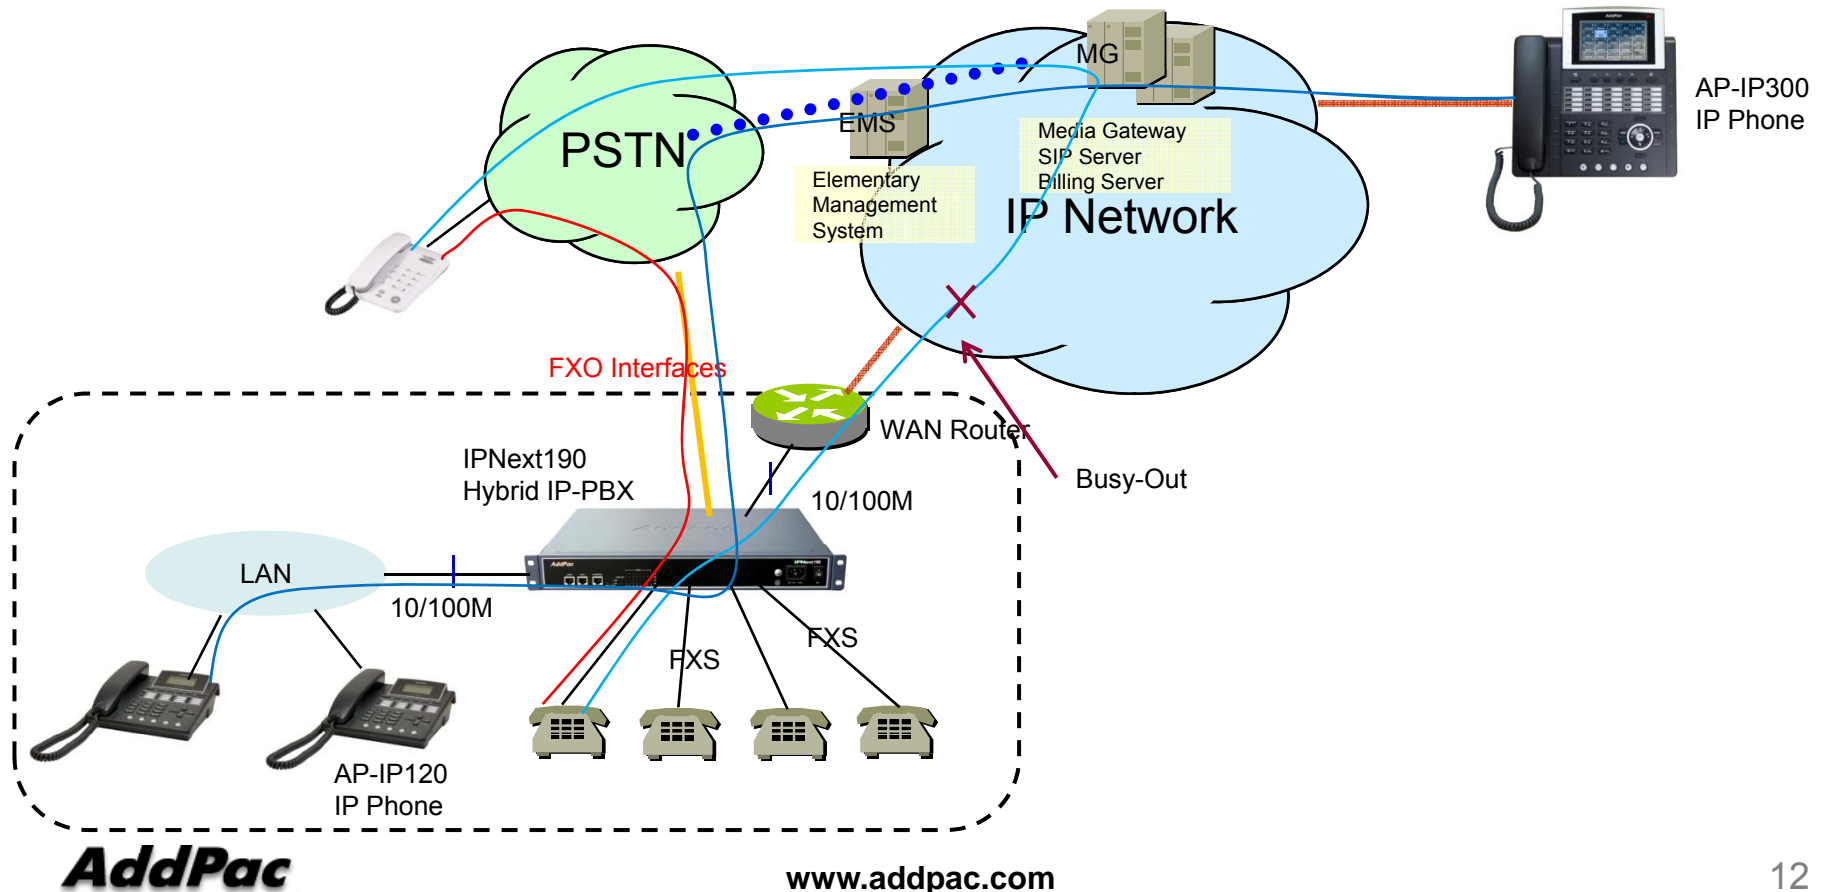 MG
AP-IP300
IP Phone
PSTN
EMS
Media Gateway
SIP Server
Billing Server
Elementary
Management
System
IP Network
FXO Interfaces
WAN Router
IPNext190
Hybrid IP-PBX
Busy-Out
10/100M
AddPac
LAN
10/100M
FXS
FXS
AP-IP120
IP Phone
AddPac
www.addpac.com
12